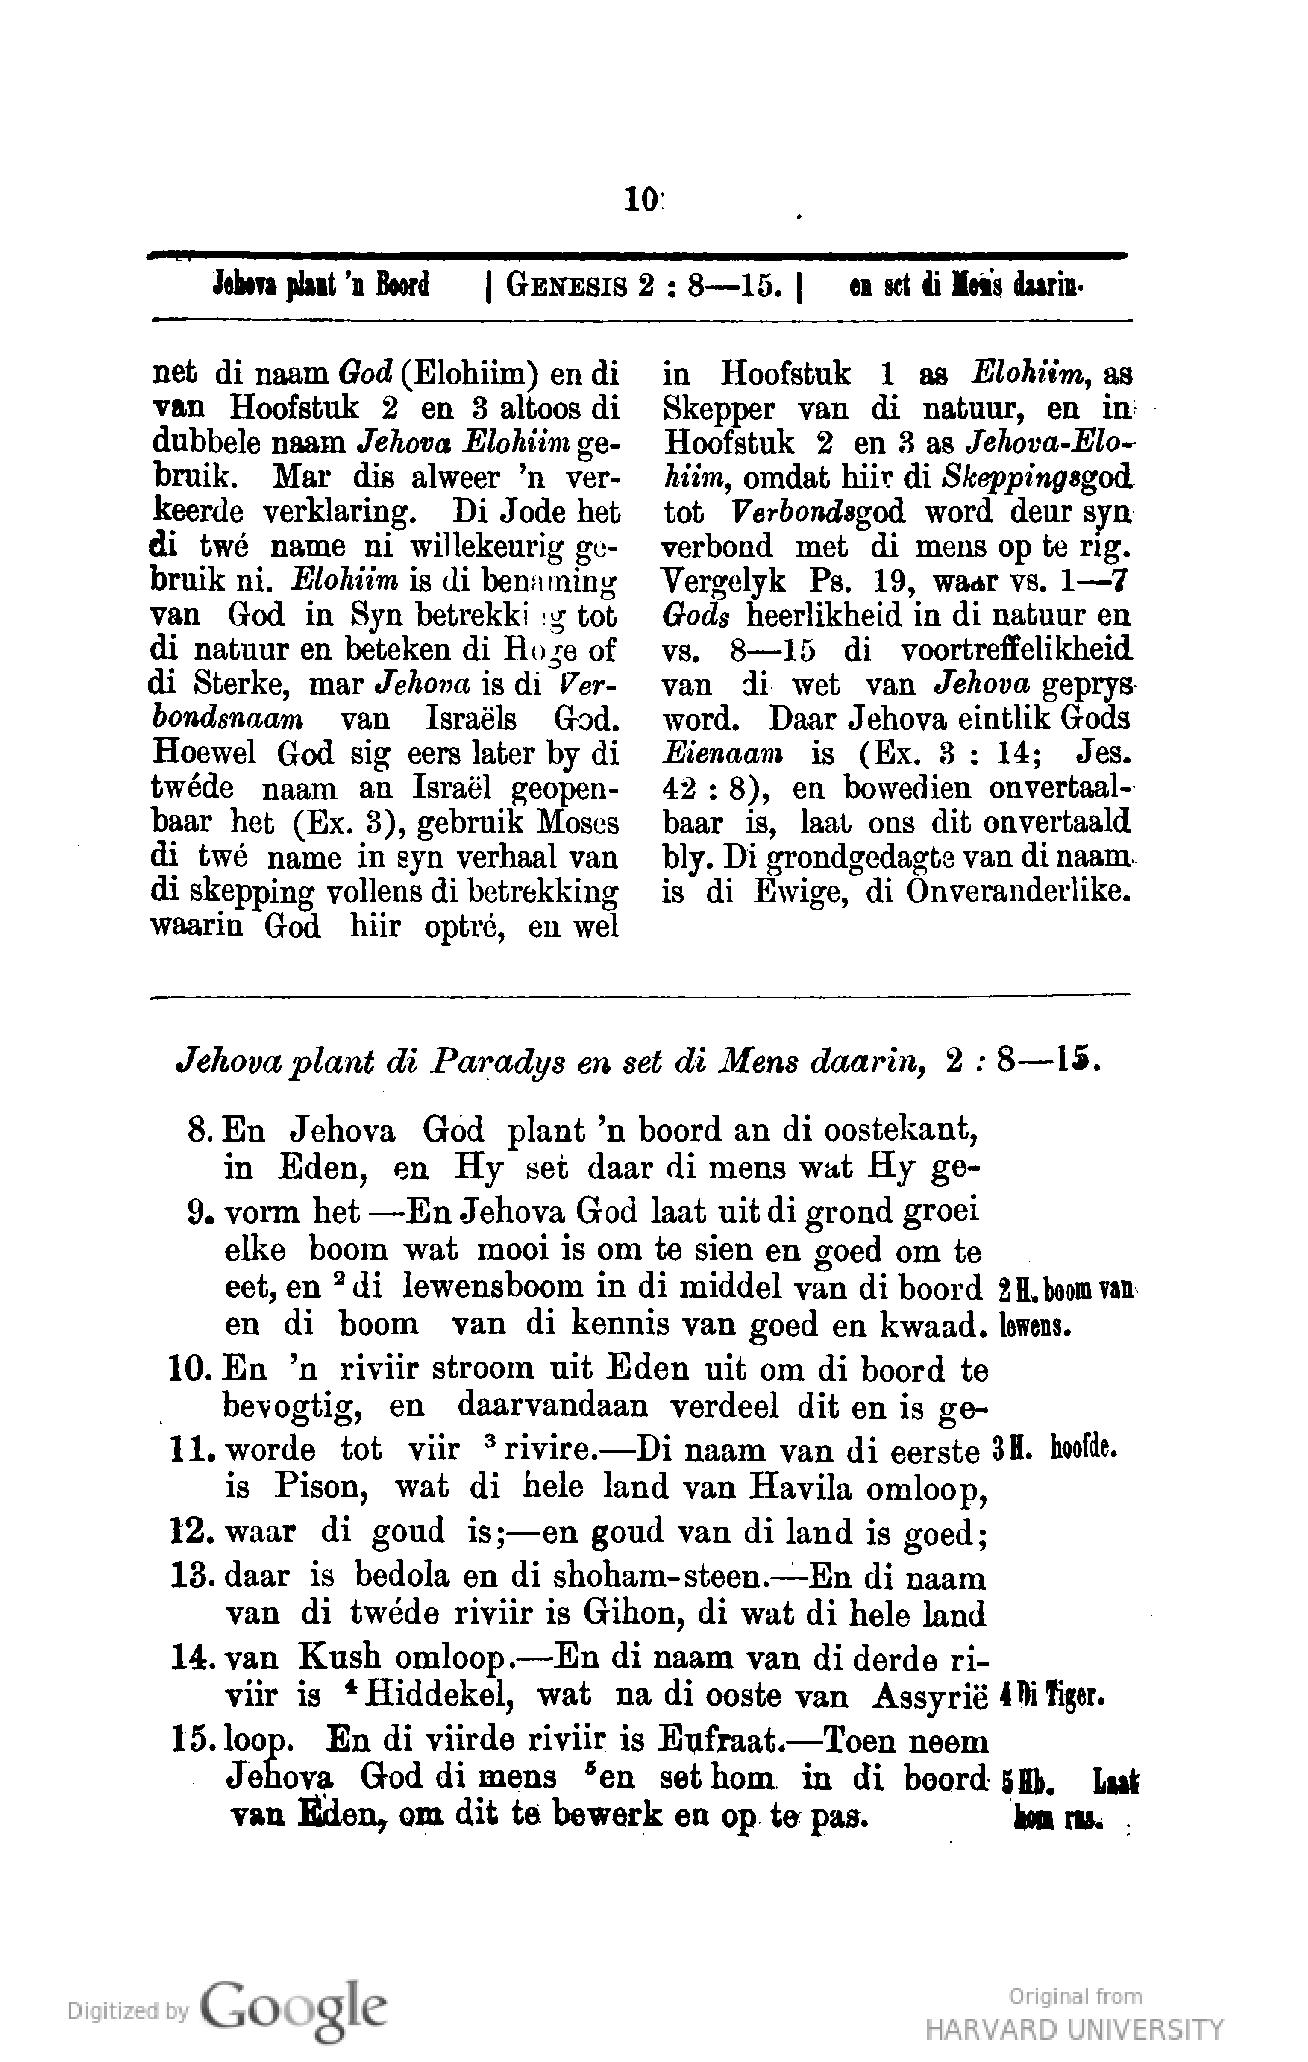 10
Jehova plant 'n Boord | GENESIS 2 : 8—15. | en set di Mens daarin.
net di naam God (Elohiim) en di
van Hoofstuk 2 en 3 altoos di
dubbele naam Jehova Elohiim ge-
bruik. Mar dis alweer 'n ver-
keerde verklaring. Di Jode het
di twé name ni willekeurig ge-
bruik ni. Elohiim is di benaming
van God in Syn betrekking tot
di natuur en beteken di Hoge of
di Sterke, mar Jehova is di Ver-
bondsnaam van Israëls God.
Hoewel God sig eers later by di
twéde naam an Israël geopen-
baar het (Ex. 3), gebruik Moses
di twé name in syn verhaal van
di skepping vollens di betrekking
waarin God hiir optré, en wel
in Hoofstuk 1 as Elohiim, as
Skepper van di natuur, en in
Hoofstuk 2 en 3 as Jehova-Elo-
hiim, omdat hiir di Skeppingsgod
tot Verbondsgod word deur syn
verbond met di mens op te rig.
Vergelyk Ps. 19, waar vs. 1—7
Gods heerlikheid in di natuur en
vs. 8—15 di voortreffelikheid
van di wet van Jehova geprys
word. Daar Jehova eintlik Gods
Eienaam is (Ex. 3 : 14; Jes.
42 : 8), en bowedien onvertaal-
baar is, laat ons dit onvertaald
bly. Di grondgedagte van di naam
is di Ewige, di Onveranderlike.
Jehova plant di Paradys en set di Mens daarin, 2 : 8—15.
8. En Jehova God plant 'n boord an di oostekant,
in Eden, en Hy set daar di mens wat Hy ge-
9. vorm het —En Jehova God laat uit di grond groei
elke boom wat mooi is om te sien en goed om te
eet, en ² di lewensboom in di middel van di boord 2 H. boom van
en di boom van di kennis van goed en kwaad. lewens.
10. En 'n riviir stroom uit Eden uit om di boord te
bevogtig, en daarvandaan verdeel dit en is ge-
11. worde tot viir ³ rivire.—Di naam van di eerste 3 H. hoofde.
is Pison, wat di hele land van Havila omloop,
12. waar di goud is;—en goud van di land is goed;
13. daar is bedola en di shoham-steen.—En di naam
van di twéde riviir is Gihon, di wat di hele land
14. van Kush omloop.—En di naam van di derde ri-
viir is ⁴ Hiddekel, wat na di ooste van Assyrië 4 Di Tiger.
15. loop. En di viirde riviir is Eufraat.—Toen neem
Jehova God di mens ⁵en set hom in di boord 5 Hb. Laat
van Eden, om dit te bewerk en op te pas. hom rus.
Digitized by Google
Original from
HARVARD UNIVERSITY